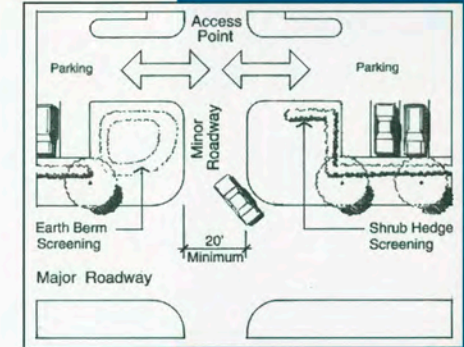 Access
Point
Parking
Parking
Minor
Roadway
Earth Berm
Screening
20'
Minimum
Shrub Hedge
Screening
Major Roadway